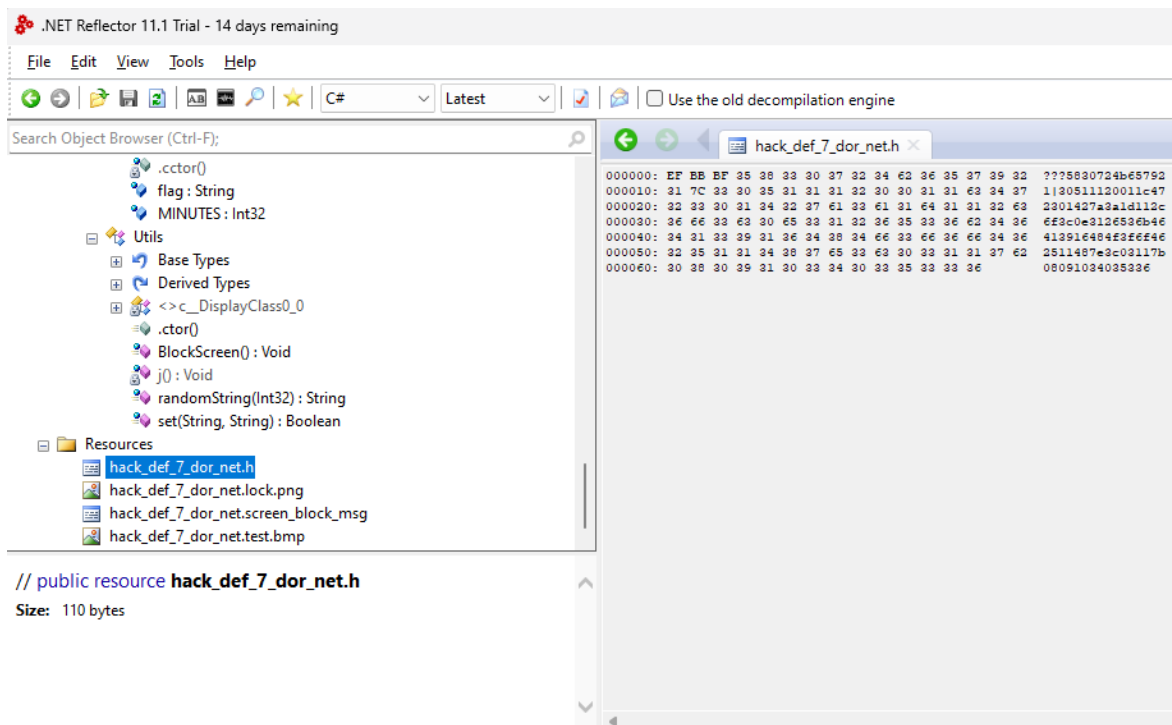 .NET Reflector 11.1 Trial - 14 days remaining
File Edit View Tools Help
C# Latest Use the old decompilation engine
Search Object Browser (Ctrl-F);
.cctor()
flag : String
MINUTES : Int32
Utils
Base Types
Derived Types
<>c__DisplayClass0_0
.ctor()
BlockScreen() : Void
j() : Void
randomString(Int32) : String
set(String, String) : Boolean
Resources
hack_def_7_dor_net.h
hack_def_7_dor_net.lock.png
hack_def_7_dor_net.screen_block_msg
hack_def_7_dor_net.test.bmp
// public resource hack_def_7_dor_net.h
Size: 110 bytes
hack_def_7_dor_net.h
000000: EF BB BF 35 38 33 30 37 32 34 62 36 35 37 39 32 ???5830724b65792
000010: 31 7C 33 30 35 31 31 31 32 30 30 31 31 63 34 37 1|30511120011c47
000020: 32 33 30 31 34 32 37 61 33 61 31 64 31 31 32 63 2301427a3a1d112c
000030: 36 66 33 63 30 65 33 31 32 36 35 33 36 62 34 36 6f3c0e3126536b46
000040: 34 31 33 39 31 36 34 38 34 66 33 66 36 66 34 36 413916484f3f6f46
000050: 32 35 31 31 34 38 37 65 33 63 30 33 31 31 37 62 2511487e3c03117b
000060: 30 38 30 39 31 30 33 34 30 33 35 33 33 36 08091034035336